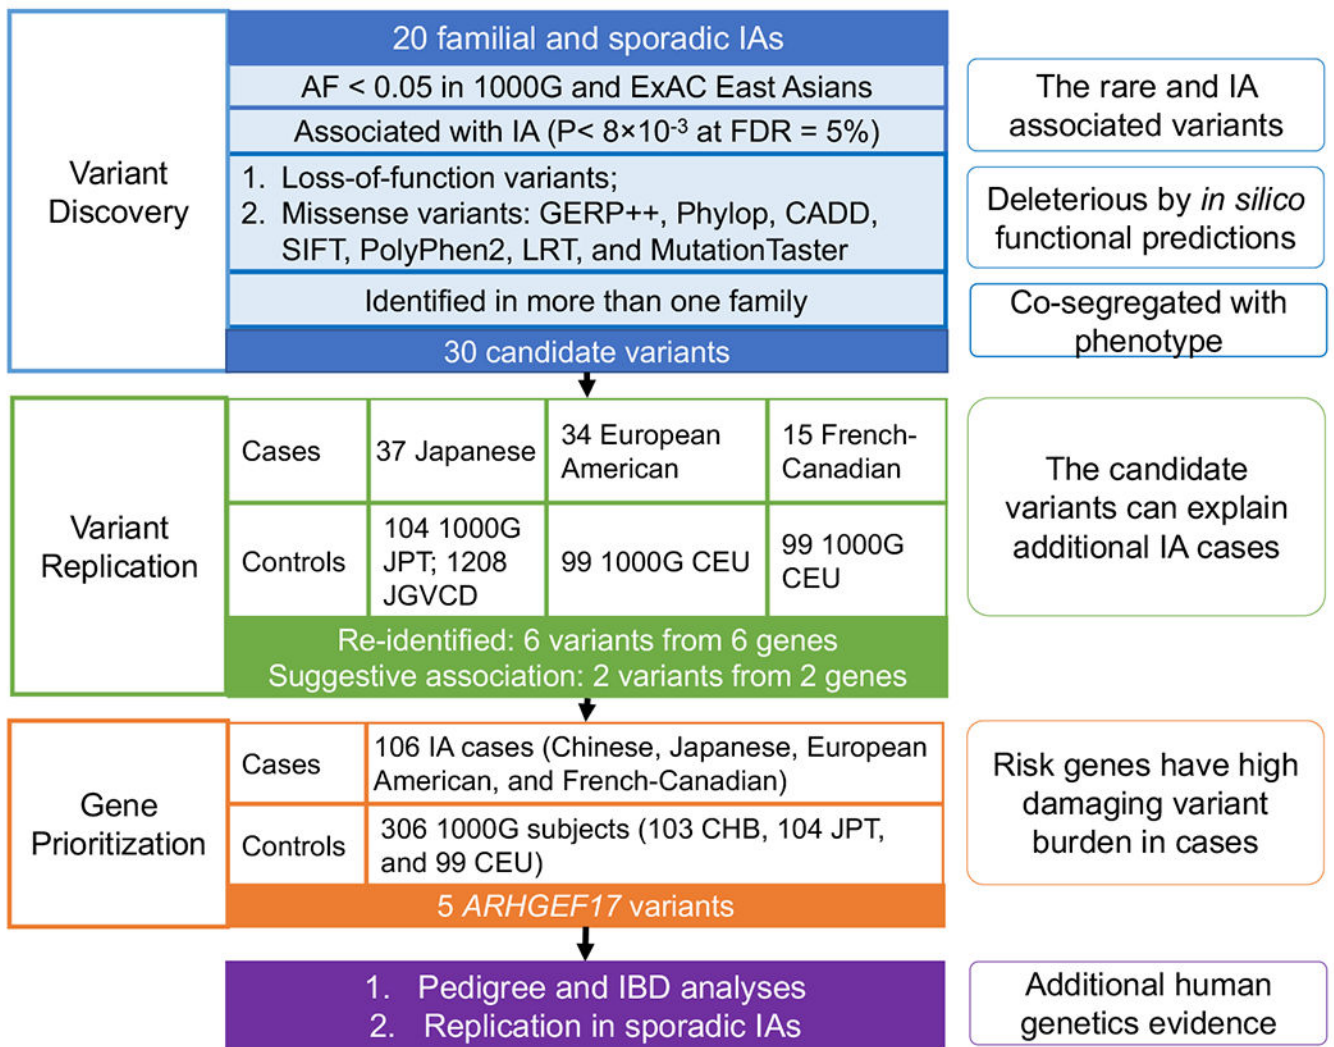 Variant
Discovery
20 familial and sporadic IAs
AF < 0.05 in 1000G and ExAC East Asians
Associated with IA (P< 8×10⁻³ at FDR = 5%)
1. Loss-of-function variants;
2. Missense variants: GERP++, Phylop, CADD,
SIFT, PolyPhen2, LRT, and MutationTaster
Identified in more than one family
30 candidate variants
The rare and IA
associated variants
Deleterious by in silico
functional predictions
Co-segregated with
phenotype
Variant
Replication
Cases
37 Japanese
34 European
American
15 French-
Canadian
Controls
104 1000G
JPT; 1208
JGVCD
99 1000G CEU
99 1000G
CEU
Re-identified: 6 variants from 6 genes
Suggestive association: 2 variants from 2 genes
The candidate
variants can explain
additional IA cases
Gene
Prioritization
Cases
106 IA cases (Chinese, Japanese, European
American, and French-Canadian)
Controls
306 1000G subjects (103 CHB, 104 JPT,
and 99 CEU)
5 ARHGEF17 variants
Risk genes have high
damaging variant
burden in cases
1. Pedigree and IBD analyses
2. Replication in sporadic IAs
Additional human
genetics evidence